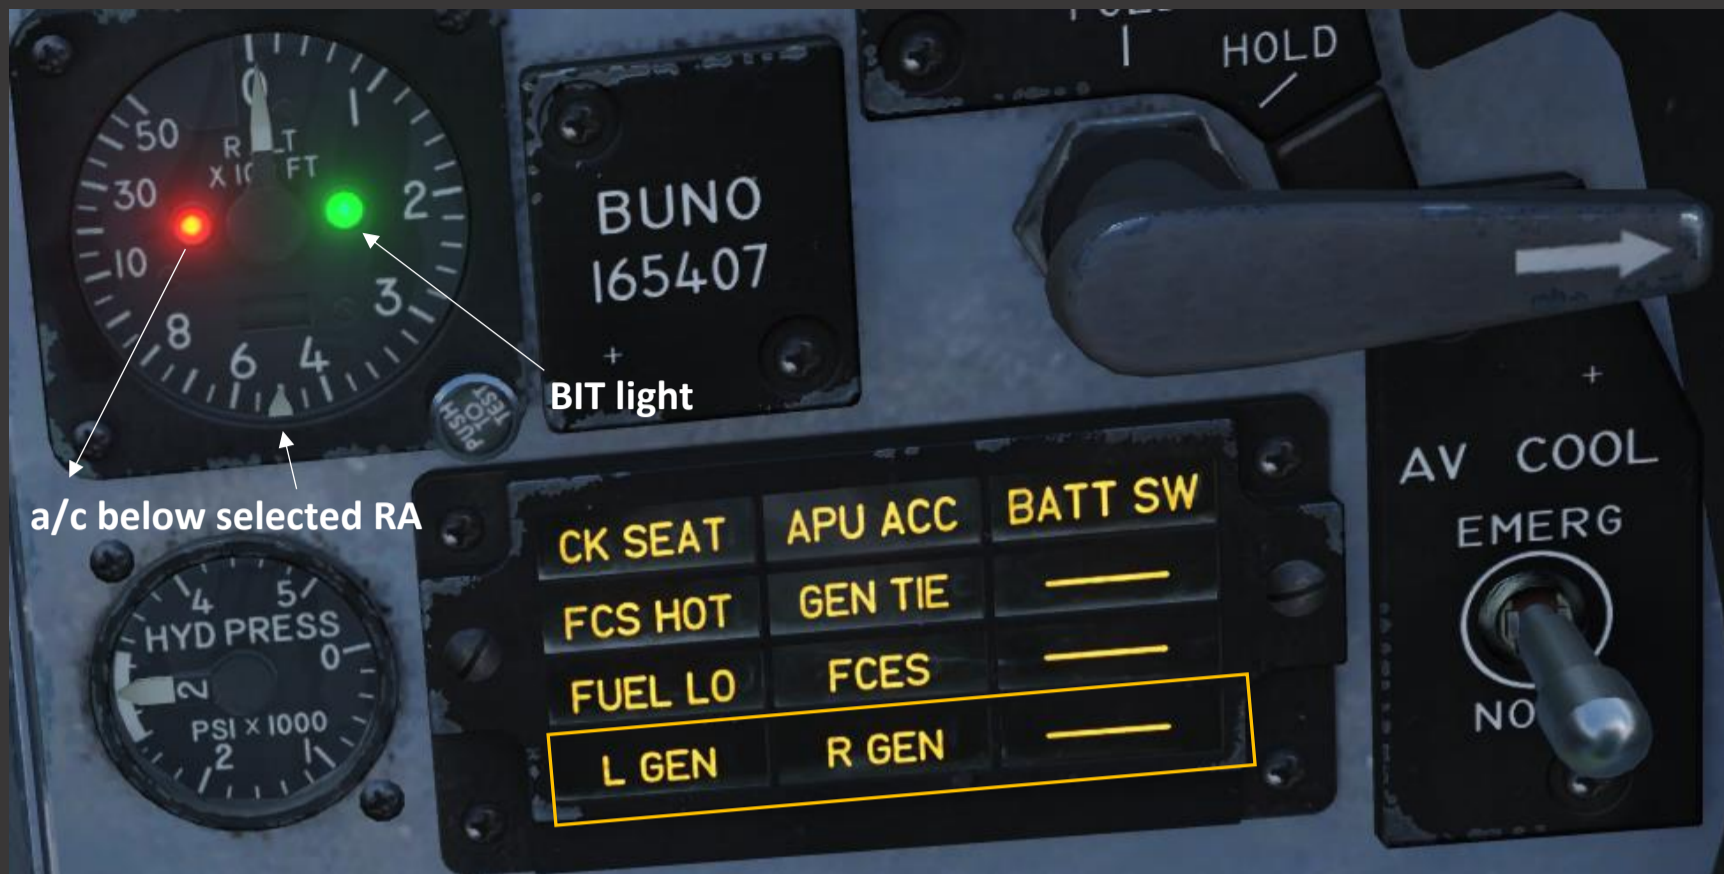 HOLD
0
1
2
3
4
6
8
10
30
50
FT
PUSH
TO
TEST
BUNO
165407
+
BIT light
a/c below selected RA
4
5
HYD PRESS
0
PSI X 1000
2
1
CK SEAT
APU ACC
BATT SW
FCS HOT
GEN TIE
FUEL LO
FCES
L GEN
R GEN
+
AV COOL
EMERG